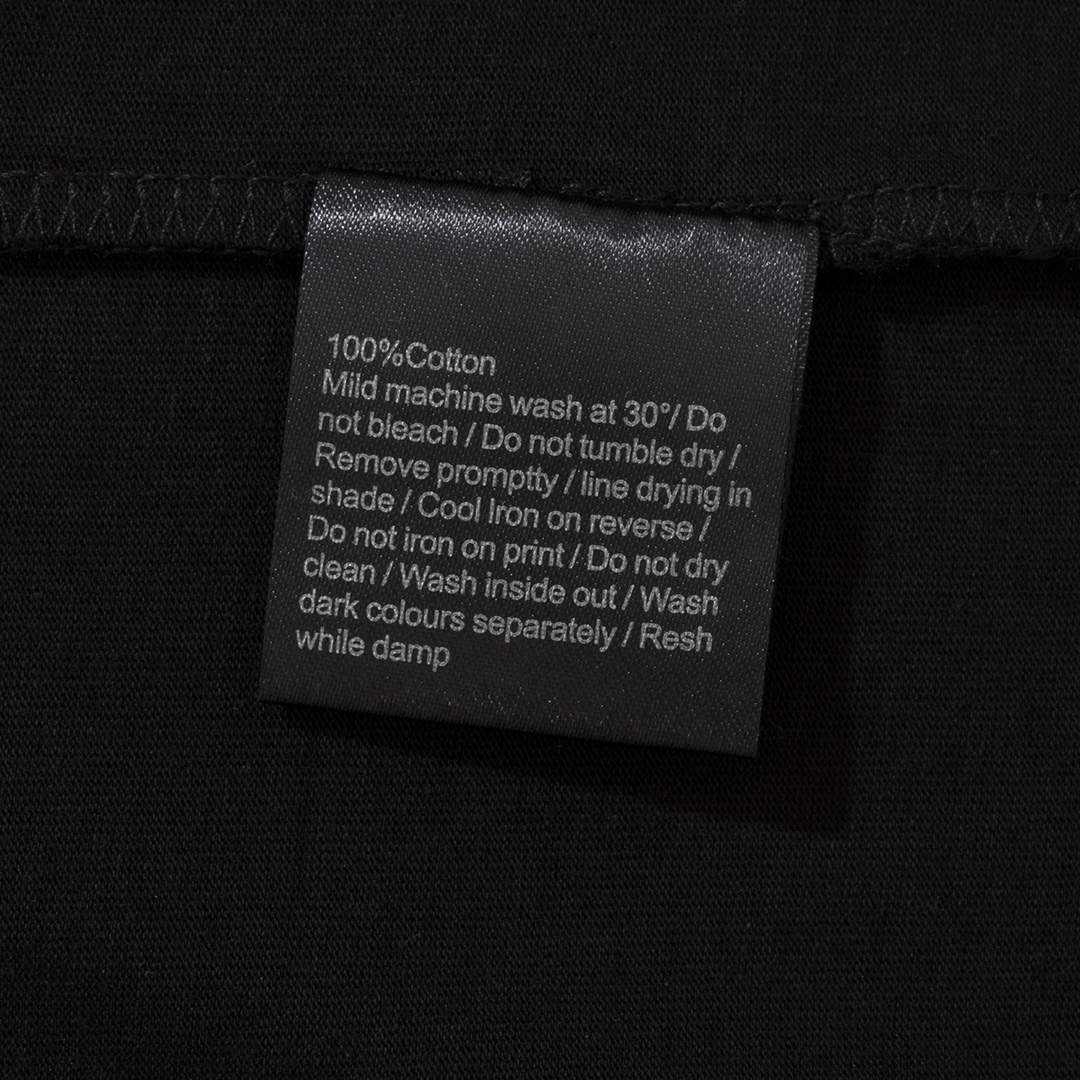 100%Cotton
Mild machine wash at 30°/ Do
not bleach / Do not tumble dry /
Remove promptty / line drying in
shade / Cool Iron on reverse /
Do not iron on print / Do not dry
clean / Wash inside out / Wash
dark colours separately / Resh
while damp